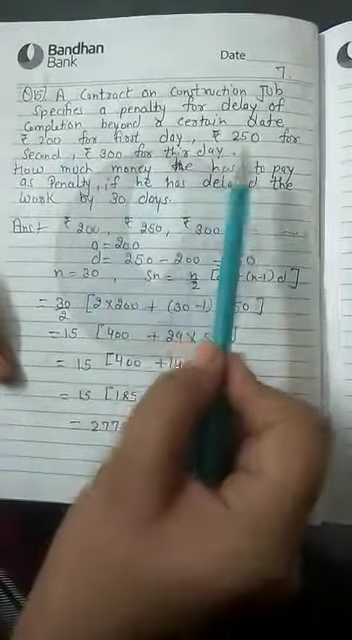 Bandhan
Bank
Date
7.
Q15). A Contract on Construction Job
Specifies a penalty for delay of
Completion beyond a certain date
₹ 200 for first day, ₹ 250 for
second, ₹ 300 for third day.
How much money the has to pay
as Penalty, if he has the
work by 30 days.
Ans:- ₹ 200, ₹ 250, ₹ 300
a = 200
d = 250 - 200
n = 30, Sn = n/2 (n-1) d]
= 30/2 [2 × 200 + (30-1)
= 15 [400 + 29 ×
= 15 [400 +
= 15 [185
= 277